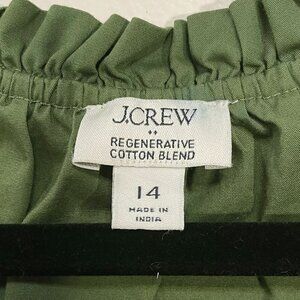 J.CREW
REGENERATIVE
COTTON BLEND
14
MADE IN
INDIA